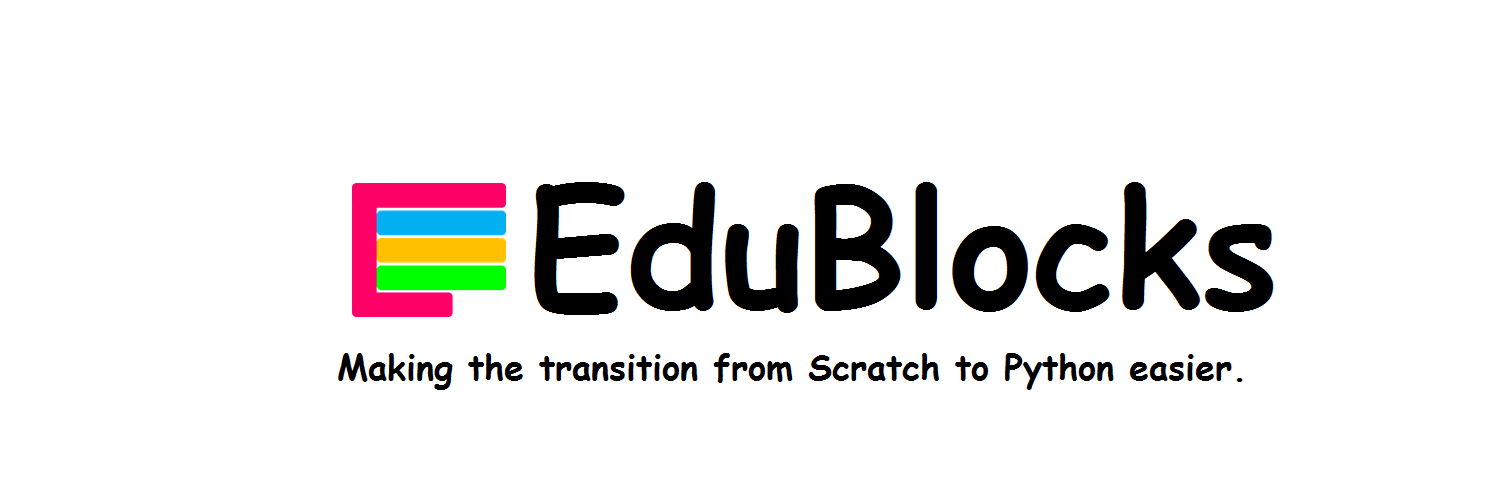 EduBlocks
Making the transition from Scratch to Python easier.